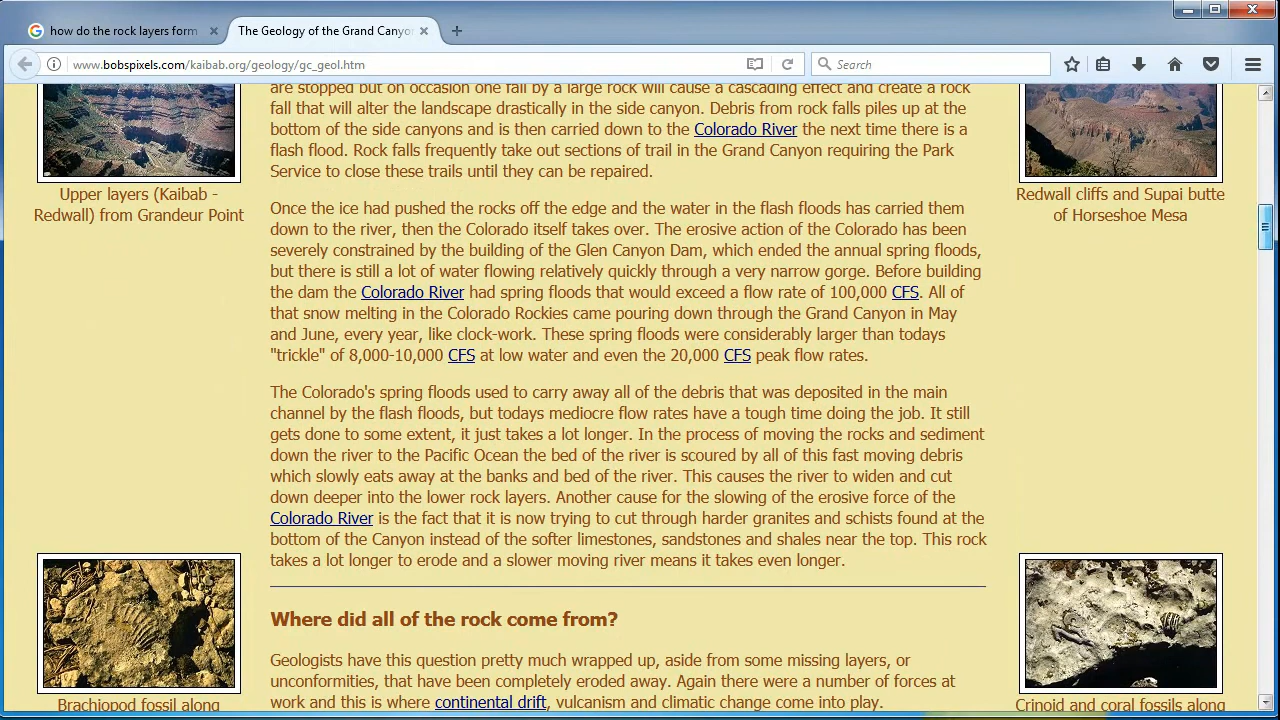 how do the rock layers form
The Geology of the Grand Canyo
www.bobspixels.com/kaibab.org/geology/gc_geol.htm
Search
are stopped but on occasion one fall by a large rock will cause a cascading effect and create a rock
fall that will alter the landscape drastically in the side canyon. Debris from rock falls piles up at the
bottom of the side canyons and is then carried down to the Colorado River the next time there is a
flash flood. Rock falls frequently take out sections of trail in the Grand Canyon requiring the Park
Service to close these trails until they can be repaired.
Upper layers (Kaibab -
Redwall) from Grandeur Point
Redwall cliffs and Supai butte
of Horseshoe Mesa
Once the ice had pushed the rocks off the edge and the water in the flash floods has carried them
down to the river, then the Colorado itself takes over. The erosive action of the Colorado has been
severely constrained by the building of the Glen Canyon Dam, which ended the annual spring floods,
but there is still a lot of water flowing relatively quickly through a very narrow gorge. Before building
the dam the Colorado River had spring floods that would exceed a flow rate of 100,000 CFS. All of
that snow melting in the Colorado Rockies came pouring down through the Grand Canyon in May
and June, every year, like clock-work. These spring floods were considerably larger than todays
"trickle" of 8,000-10,000 CFS at low water and even the 20,000 CFS peak flow rates.
The Colorado's spring floods used to carry away all of the debris that was deposited in the main
channel by the flash floods, but todays mediocre flow rates have a tough time doing the job. It still
gets done to some extent, it just takes a lot longer. In the process of moving the rocks and sediment
down the river to the Pacific Ocean the bed of the river is scoured by all of this fast moving debris
which slowly eats away at the banks and bed of the river. This causes the river to widen and cut
down deeper into the lower rock layers. Another cause for the slowing of the erosive force of the
Colorado River is the fact that it is now trying to cut through harder granites and schists found at the
bottom of the Canyon instead of the softer limestones, sandstones and shales near the top. This rock
takes a lot longer to erode and a slower moving river means it takes even longer.
Where did all of the rock come from?
Geologists have this question pretty much wrapped up, aside from some missing layers, or
unconformities, that have been completely eroded away. Again there were a number of forces at
work and this is where continental drift, vulcanism and climatic change come into play.
Brachiopod fossil along
Crinoid and coral fossils along